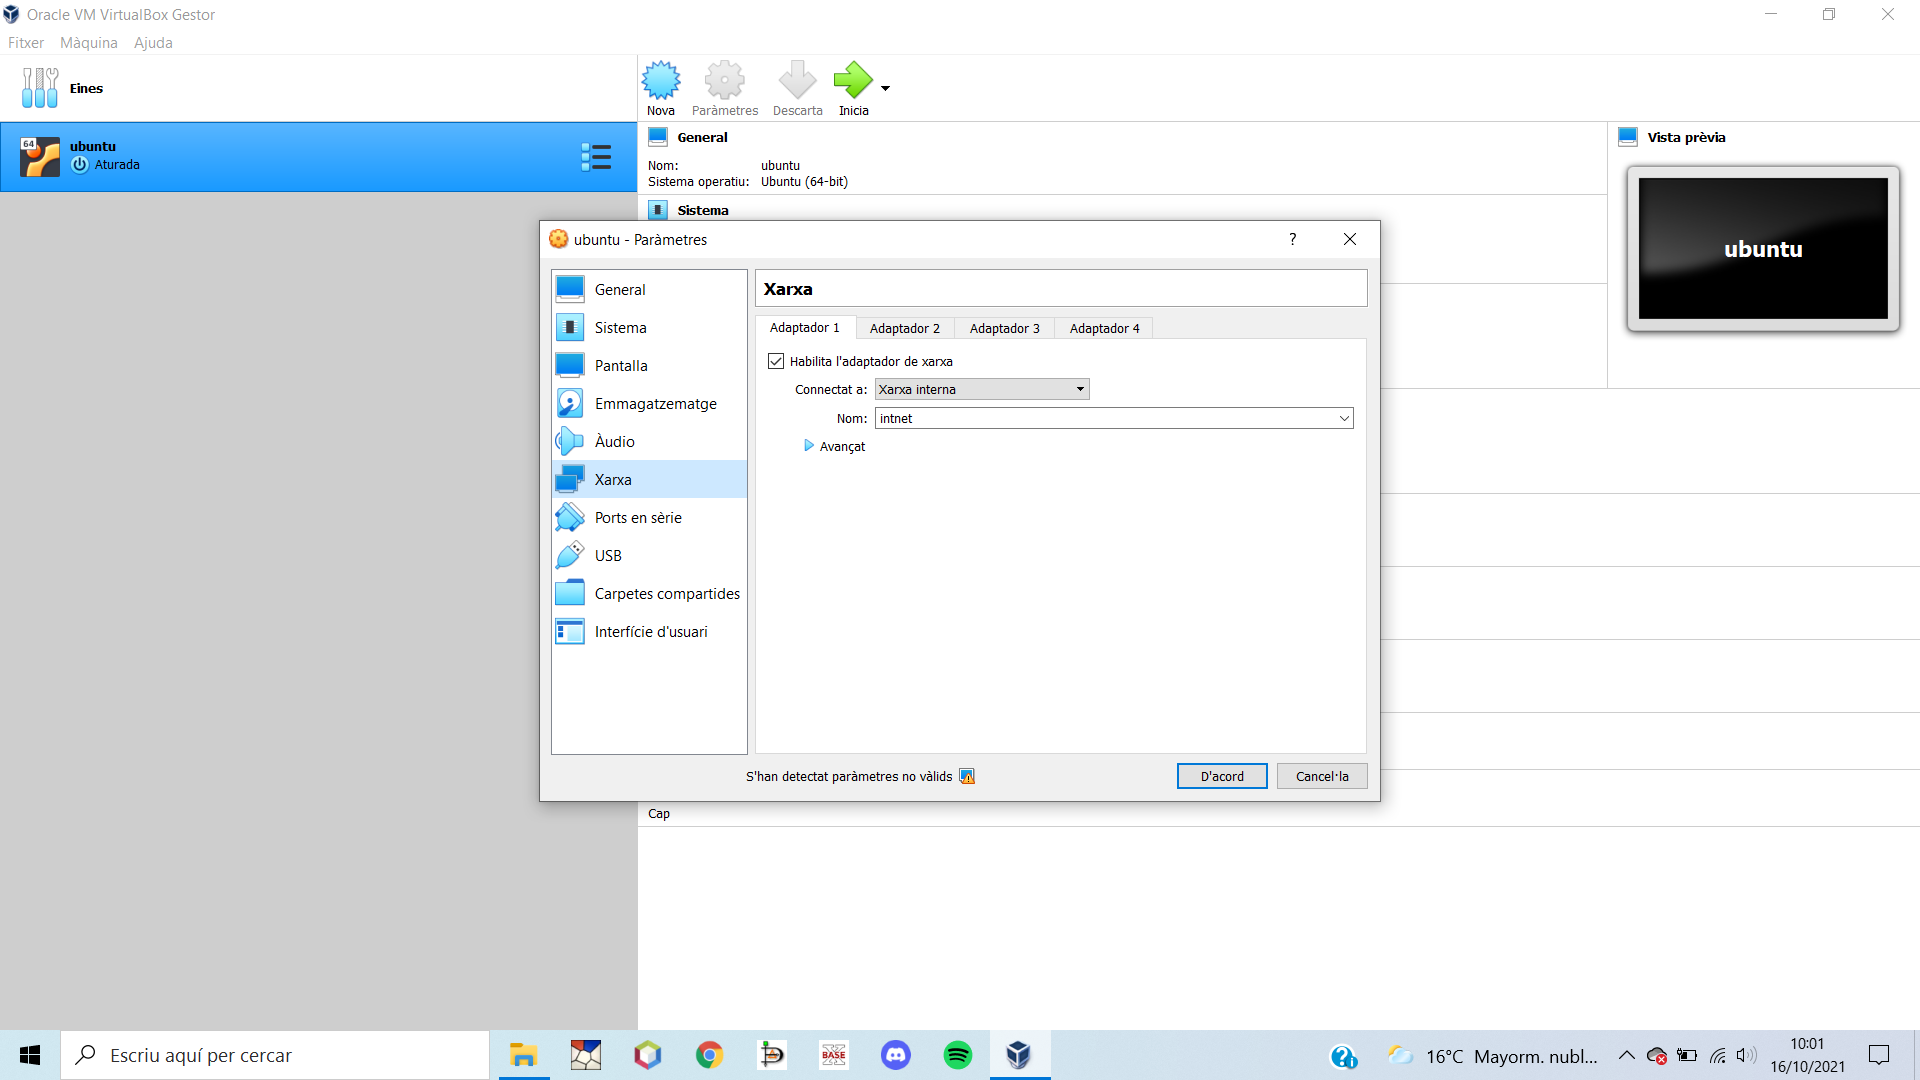 Oracle VM VirtualBox Gestor
Fitxer Màquina Ajuda
Eines
Nova Paràmetres Descarta Inicia
64
ubuntu
Aturada
General
Nom: ubuntu
Sistema operatiu: Ubuntu (64-bit)
Sistema
Vista prèvia
ubuntu
ubuntu - Paràmetres
?
General
Sistema
Pantalla
Emmagatzematge
Àudio
Xarxa
Ports en sèrie
USB
Carpetes compartides
Interfície d'usuari
Xarxa
Adaptador 1 Adaptador 2 Adaptador 3 Adaptador 4
Habilita l'adaptador de xarxa
Connectat a: Xarxa interna
Nom: intnet
Avançat
S'han detectat paràmetres no vàlids
D'acord Cancel·la
Cap
Escriu aquí per cercar
BASE
16°C Mayorm. nubl...
10:01
16/10/2021